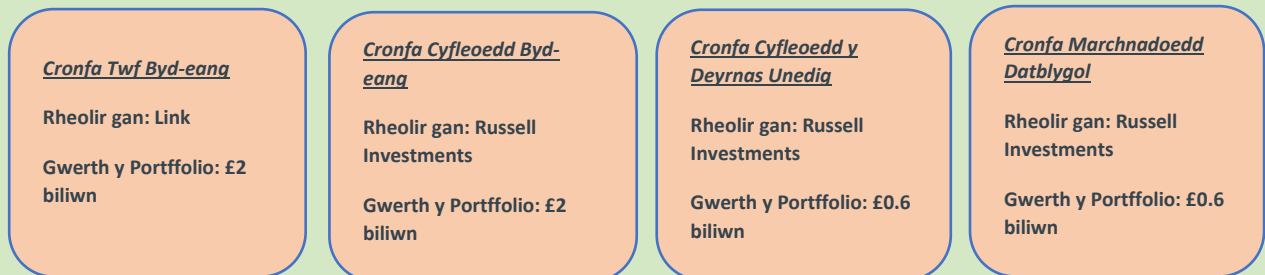 Cronfa Twf Byd-eang
Rheolir gan: Link
Gwerth y Portffolio: £2
biliwn
Cronfa Cyfleoedd Byd-
eang
Rheolir gan: Russell
Investments
Gwerth y Portffolio: £2
biliwn
Cronfa Cyfleoedd y
Deyrnas Unedig
Rheolir gan: Russell
Investments
Gwerth y Portffolio: £0.6
biliwn
Cronfa Marchnadoedd
Datblygol
Rheolir gan: Russell
Investments
Gwerth y Portffolio: £0.6
biliwn